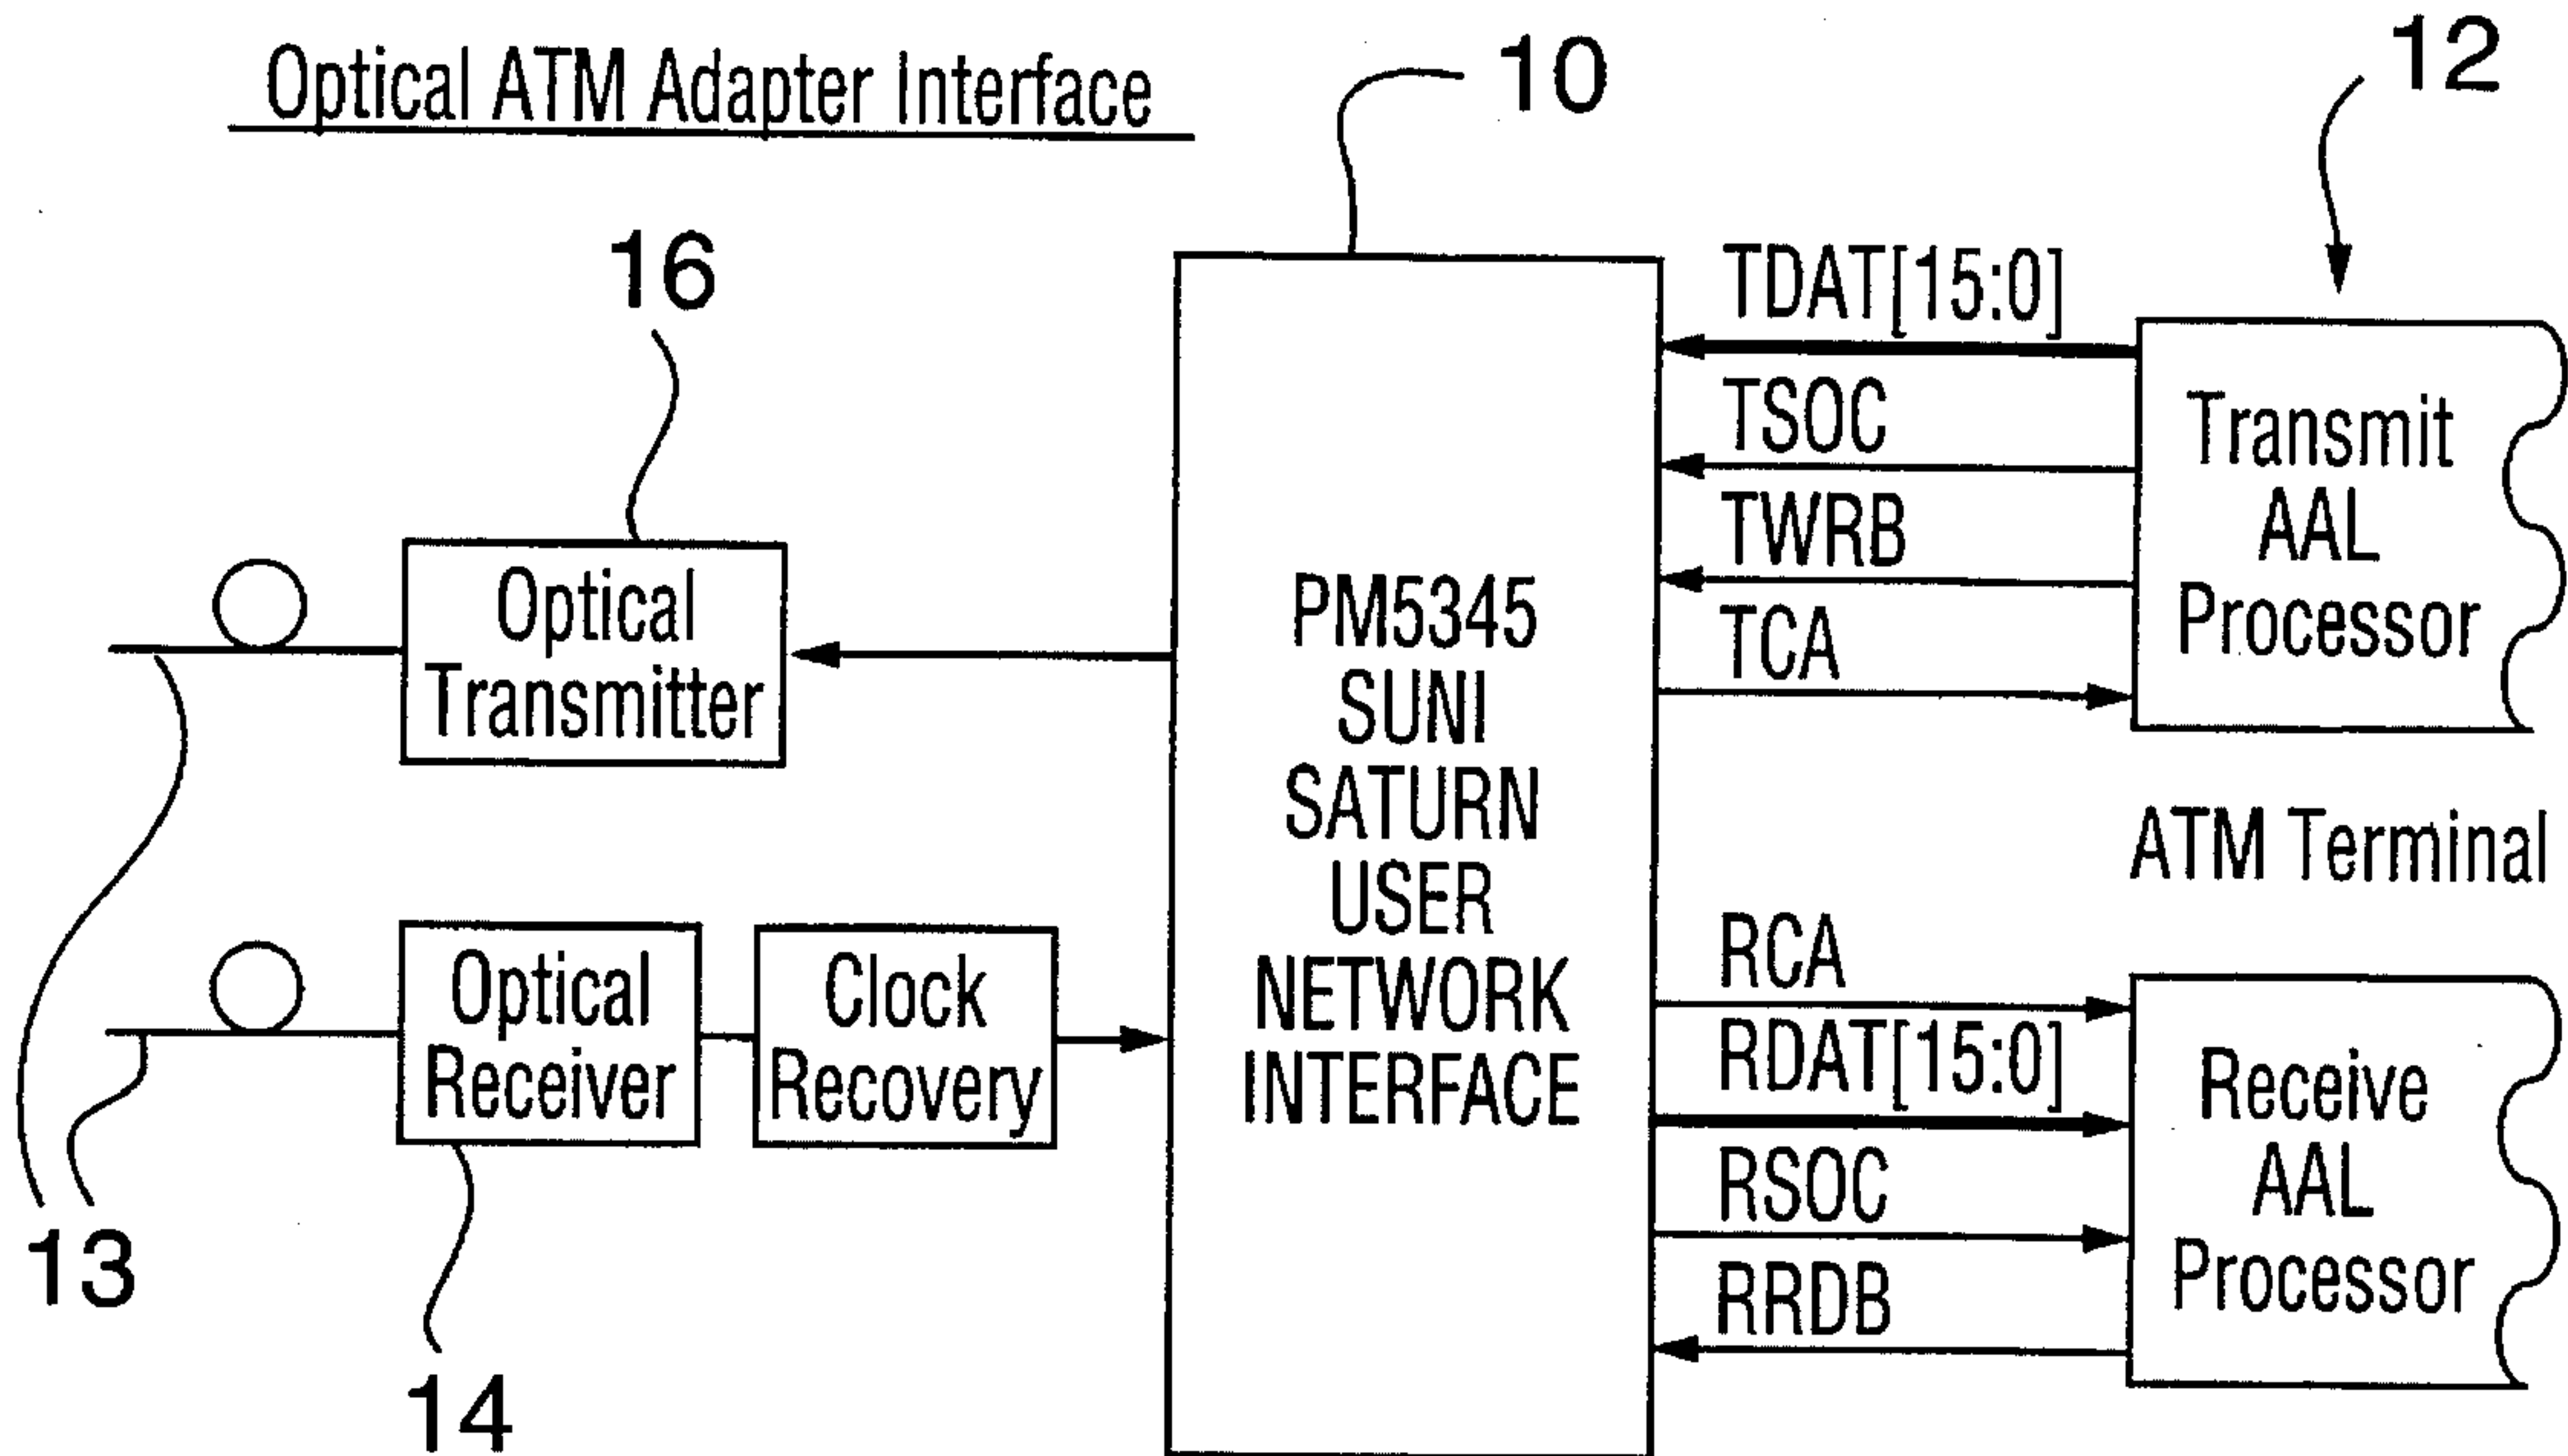 Optical ATM Adapter Interface
10
12
16
TDAT[15:0]
TSOC
TWRB
TCA
Transmit
AAL
Processor
Optical
Transmitter
PM5345
SUNI
SATURN
USER
NETWORK
INTERFACE
ATM Terminal
Optical
Receiver
Clock
Recovery
RCA
RDAT[15:0]
RSOC
RRDB
Receive
AAL
Processor
13
14